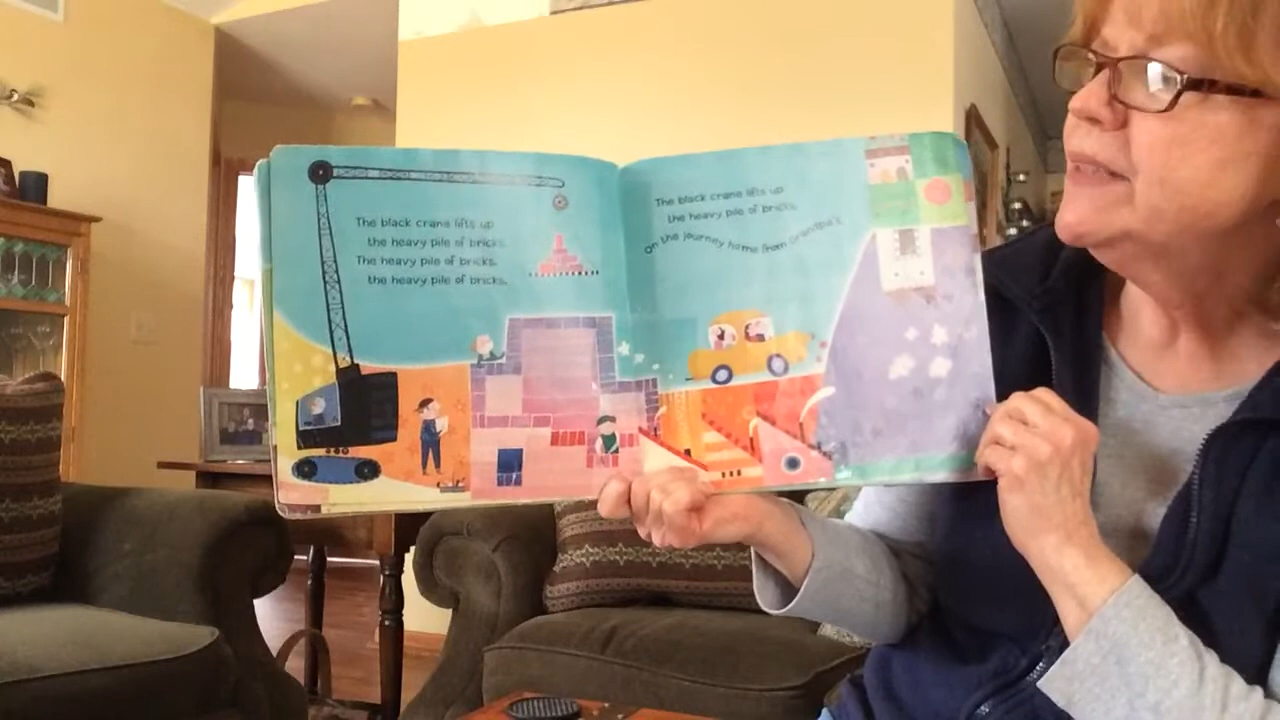 The black crane lifts up
the heavy pile of bricks.
The heavy pile of bricks,
the heavy pile of bricks.
The black crane lifts up
the heavy pile of bricks
On the journey home from Grandpa's.